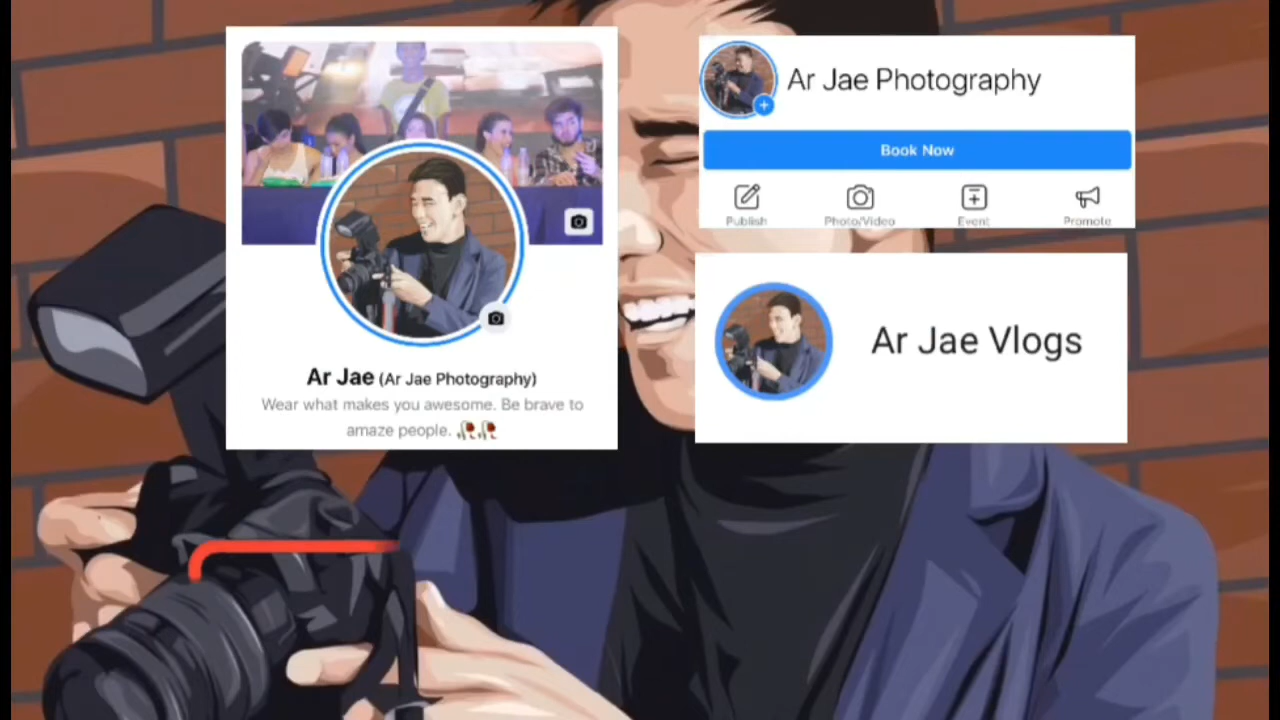 Ar Jae (Ar Jae Photography)
Wear what makes you awesome. Be brave to
amaze people. 🥀🥀
Ar Jae Photography
Book Now
Publish Photo/Video Event Promote
Ar Jae Vlogs